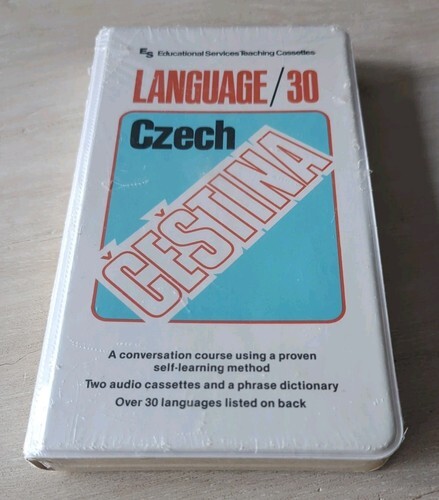 ES Educational Services Teaching Cassettes
LANGUAGE/30
Czech
ČEŠTINA
A conversation course using a proven
self-learning method
Two audio cassettes and a phrase dictionary
Over 30 languages listed on back